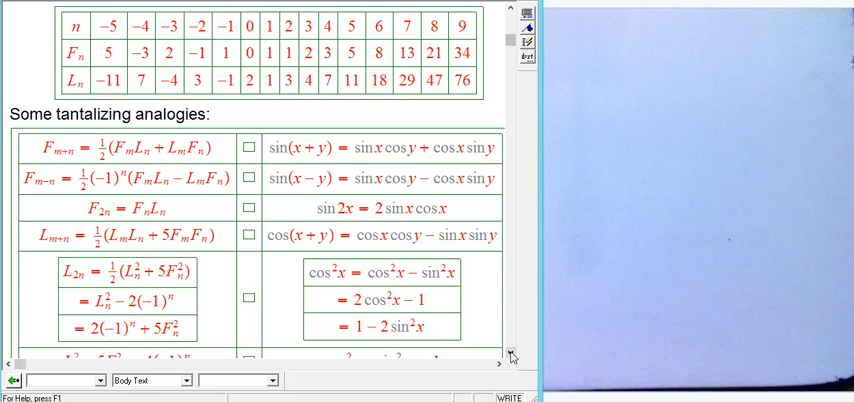 n −5 −4 −3 −2 −1 0 1 2 3 4 5 6 7 8 9
Fₙ 5 −3 2 −1 1 0 1 1 2 3 5 8 13 21 34
Lₙ −11 7 −4 3 −1 2 1 3 4 7 11 18 29 47 76
Some tantalizing analogies:
Fₘ₊ₙ = ½(FₘLₙ + LₘFₙ) □ sin(x + y) = sin x cos y + cos x sin y
Fₘ₋ₙ = ½(−1)ⁿ(FₘLₙ − LₘFₙ) □ sin(x − y) = sin x cos y − cos x sin y
F₂ₙ = FₙLₙ □ sin 2x = 2 sin x cos x
Lₘ₊ₙ = ½(LₘLₙ + 5FₘFₙ) □ cos(x + y) = cos x cos y − sin x sin y
L₂ₙ = ½(Lₙ² + 5Fₙ²) □ cos²x = cos²x − sin²x
= Lₙ² − 2(−1)ⁿ = 2 cos²x − 1
= 2(−1)ⁿ + 5Fₙ² = 1 − 2 sin²x
Body Text
For Help, press F1 WRITE